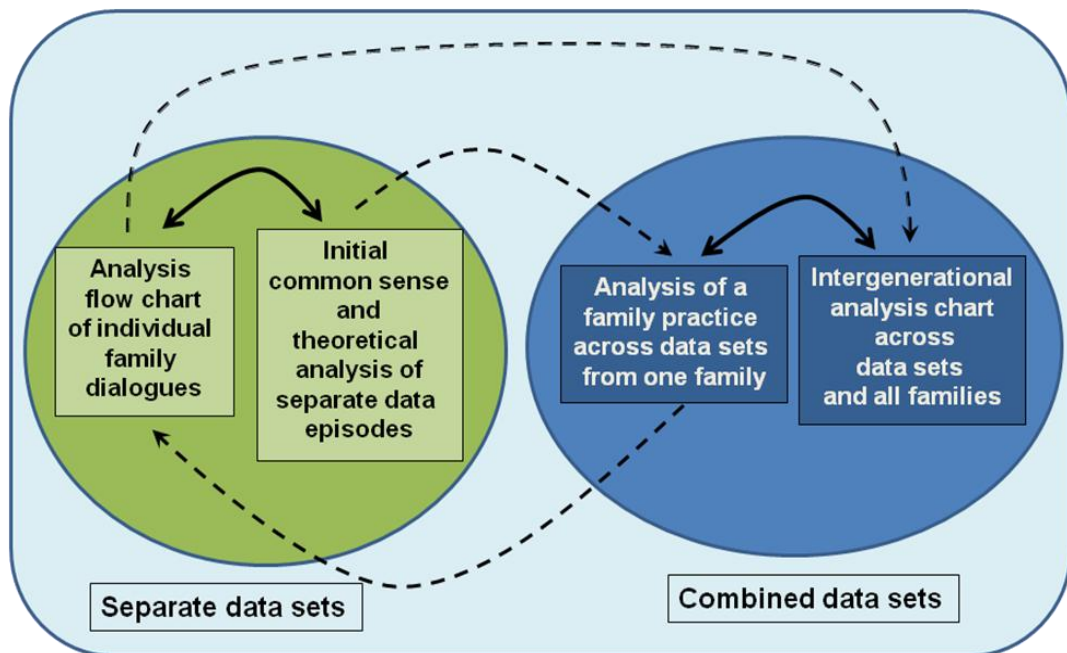 Analysis
flow chart
of individual
family
dialogues
Initial
common sense
and
theoretical
analysis of
separate data
episodes
Analysis of a
family practice
across data sets
from one family
Intergenerational
analysis chart
across
data sets
and all families
Separate data sets
Combined data sets